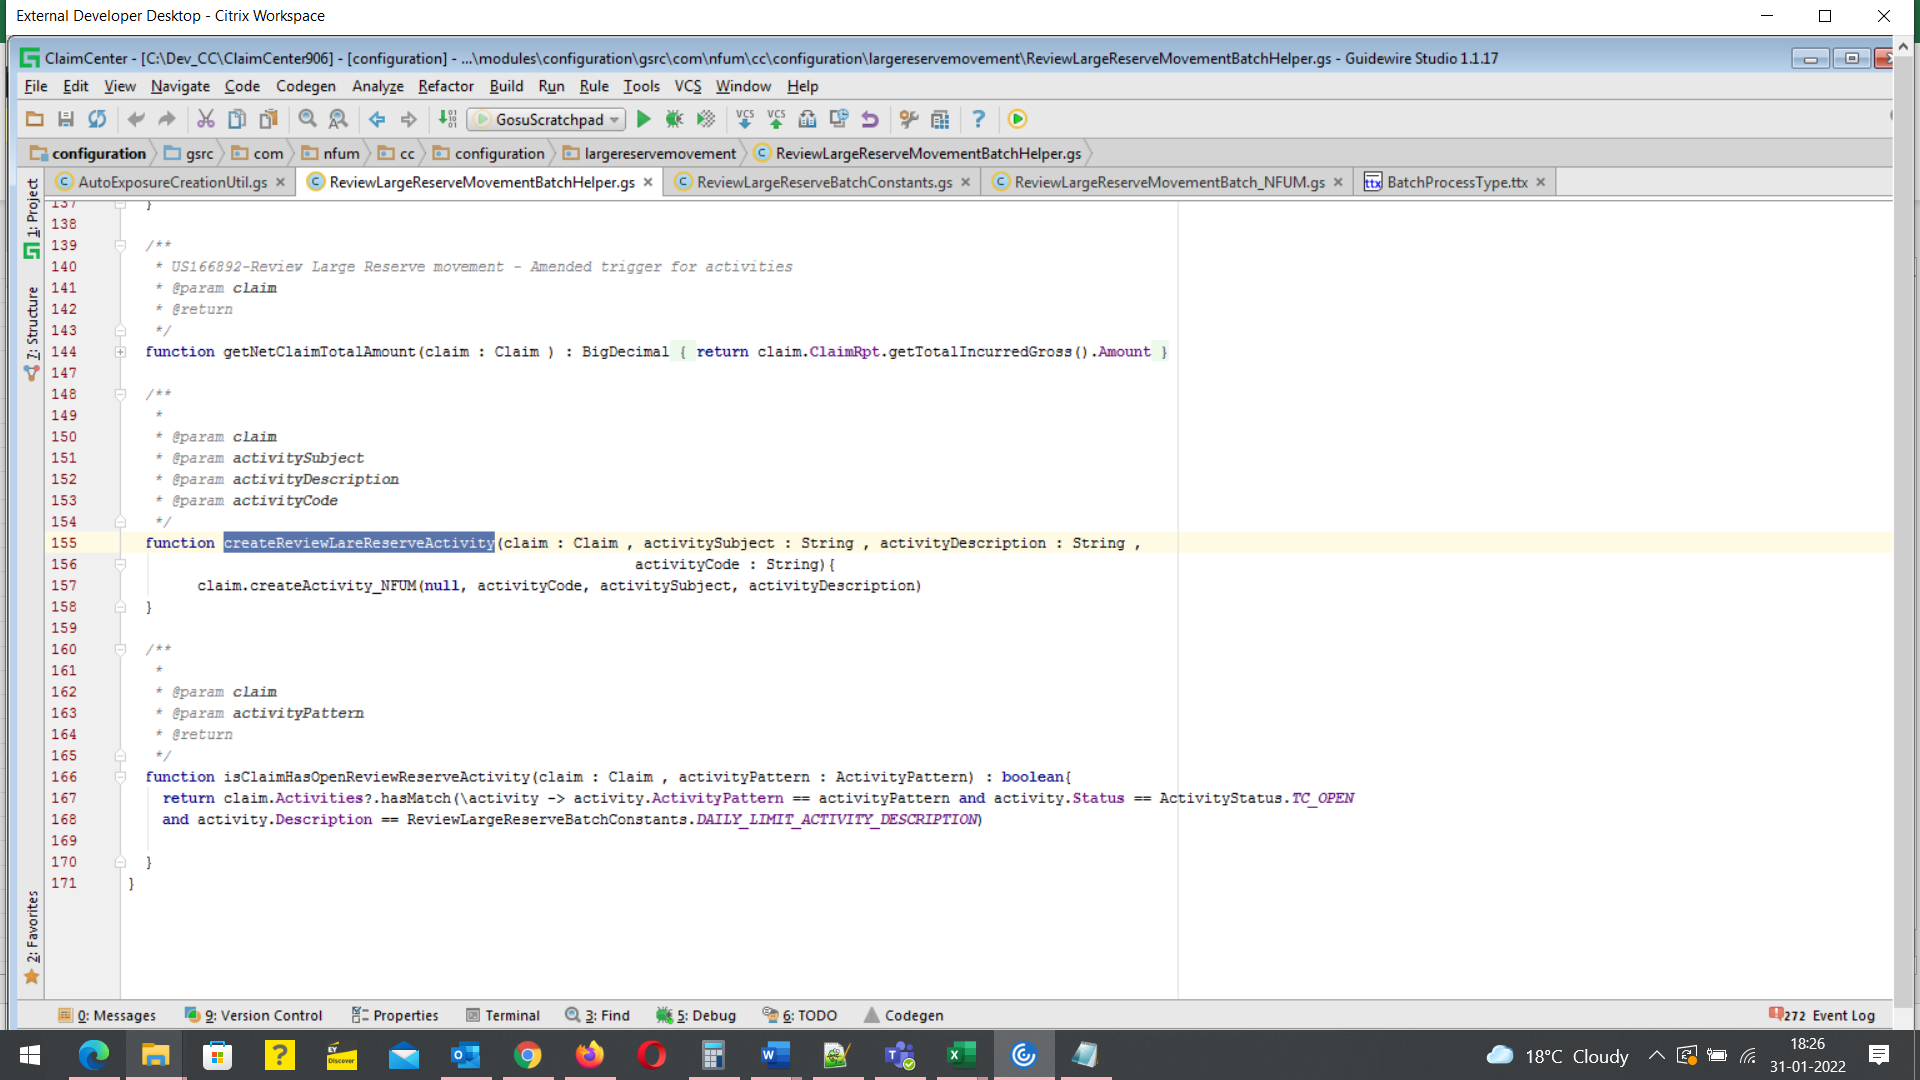 External Developer Desktop - Citrix Workspace
ClaimCenter - [C:\Dev_CC\ClaimCenter906] - [configuration] - ...\modules\configuration\gsrc\com\nfum\cc\configuration\largereservemovement\ReviewLargeReserveMovementBatchHelper.gs - Guidewire Studio 1.1.17
File Edit View Navigate Code Codegen Analyze Refactor Build Run Rule Tools VCS Window Help
GosuScratchpad VCS VCS
configuration gsrc com nfum cc configuration largereservemovement ReviewLargeReserveMovementBatchHelper.gs
AutoExposureCreationUtil.gs ReviewLargeReserveMovementBatchHelper.gs ReviewLargeReserveBatchConstants.gs ReviewLargeReserveMovementBatch_NFUM.gs ttx BatchProcessType.ttx
1: Project
7: Structure
2: Favorites
137 }
138
139 /**
140 * US166892-Review Large Reserve movement - Amended trigger for activities
141 * @param claim
142 * @return
143 */
144 function getNetClaimTotalAmount(claim : Claim ) : BigDecimal { return claim.ClaimRpt.getTotalIncurredGross().Amount }
147
148 /**
149 *
150 * @param claim
151 * @param activitySubject
152 * @param activityDescription
153 * @param activityCode
154 */
155 function createReviewLareReserveActivity(claim : Claim , activitySubject : String , activityDescription : String ,
156 activityCode : String){
157 claim.createActivity_NFUM(null, activityCode, activitySubject, activityDescription)
158 }
159
160 /**
161 *
162 * @param claim
163 * @param activityPattern
164 * @return
165 */
166 function isClaimHasOpenReviewReserveActivity(claim : Claim , activityPattern : ActivityPattern) : boolean{
167 return claim.Activities?.hasMatch(\activity -> activity.ActivityPattern == activityPattern and activity.Status == ActivityStatus.TC_OPEN
168 and activity.Description == ReviewLargeReserveBatchConstants.DAILY_LIMIT_ACTIVITY_DESCRIPTION)
169
170 }
171 }
0: Messages 9: Version Control Properties Terminal 3: Find 5: Debug 6: TODO Codegen 272 Event Log
EY Discover
18°C Cloudy
18:26
31-01-2022